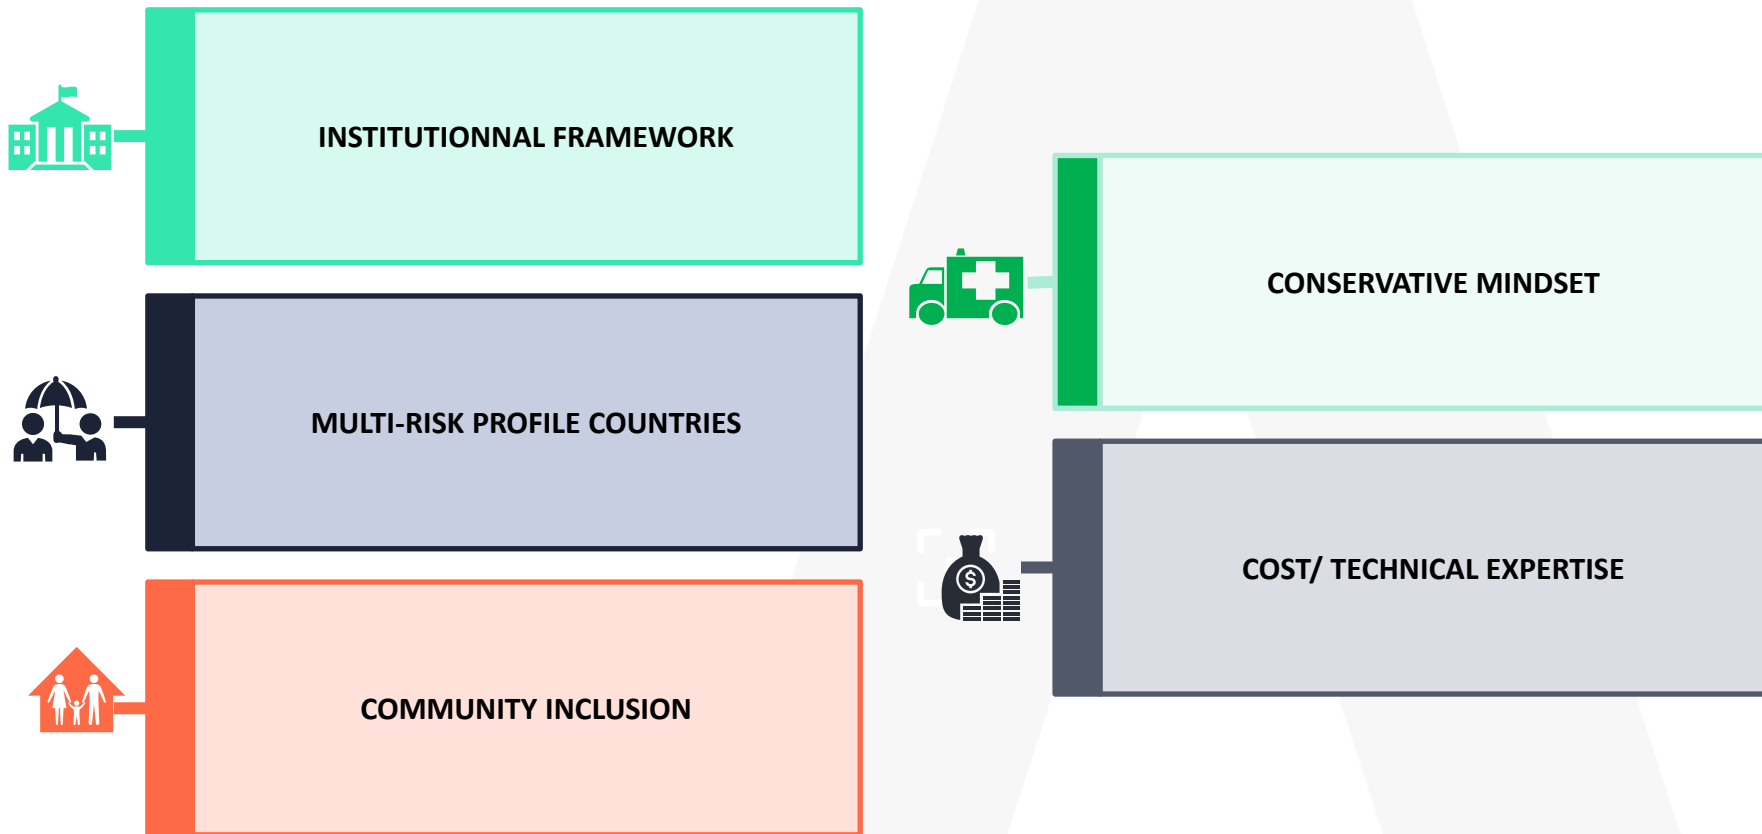 INSTITUTIONNAL FRAMEWORK
MULTI-RISK PROFILE COUNTRIES
COMMUNITY INCLUSION
CONSERVATIVE MINDSET
COST/ TECHNICAL EXPERTISE
$